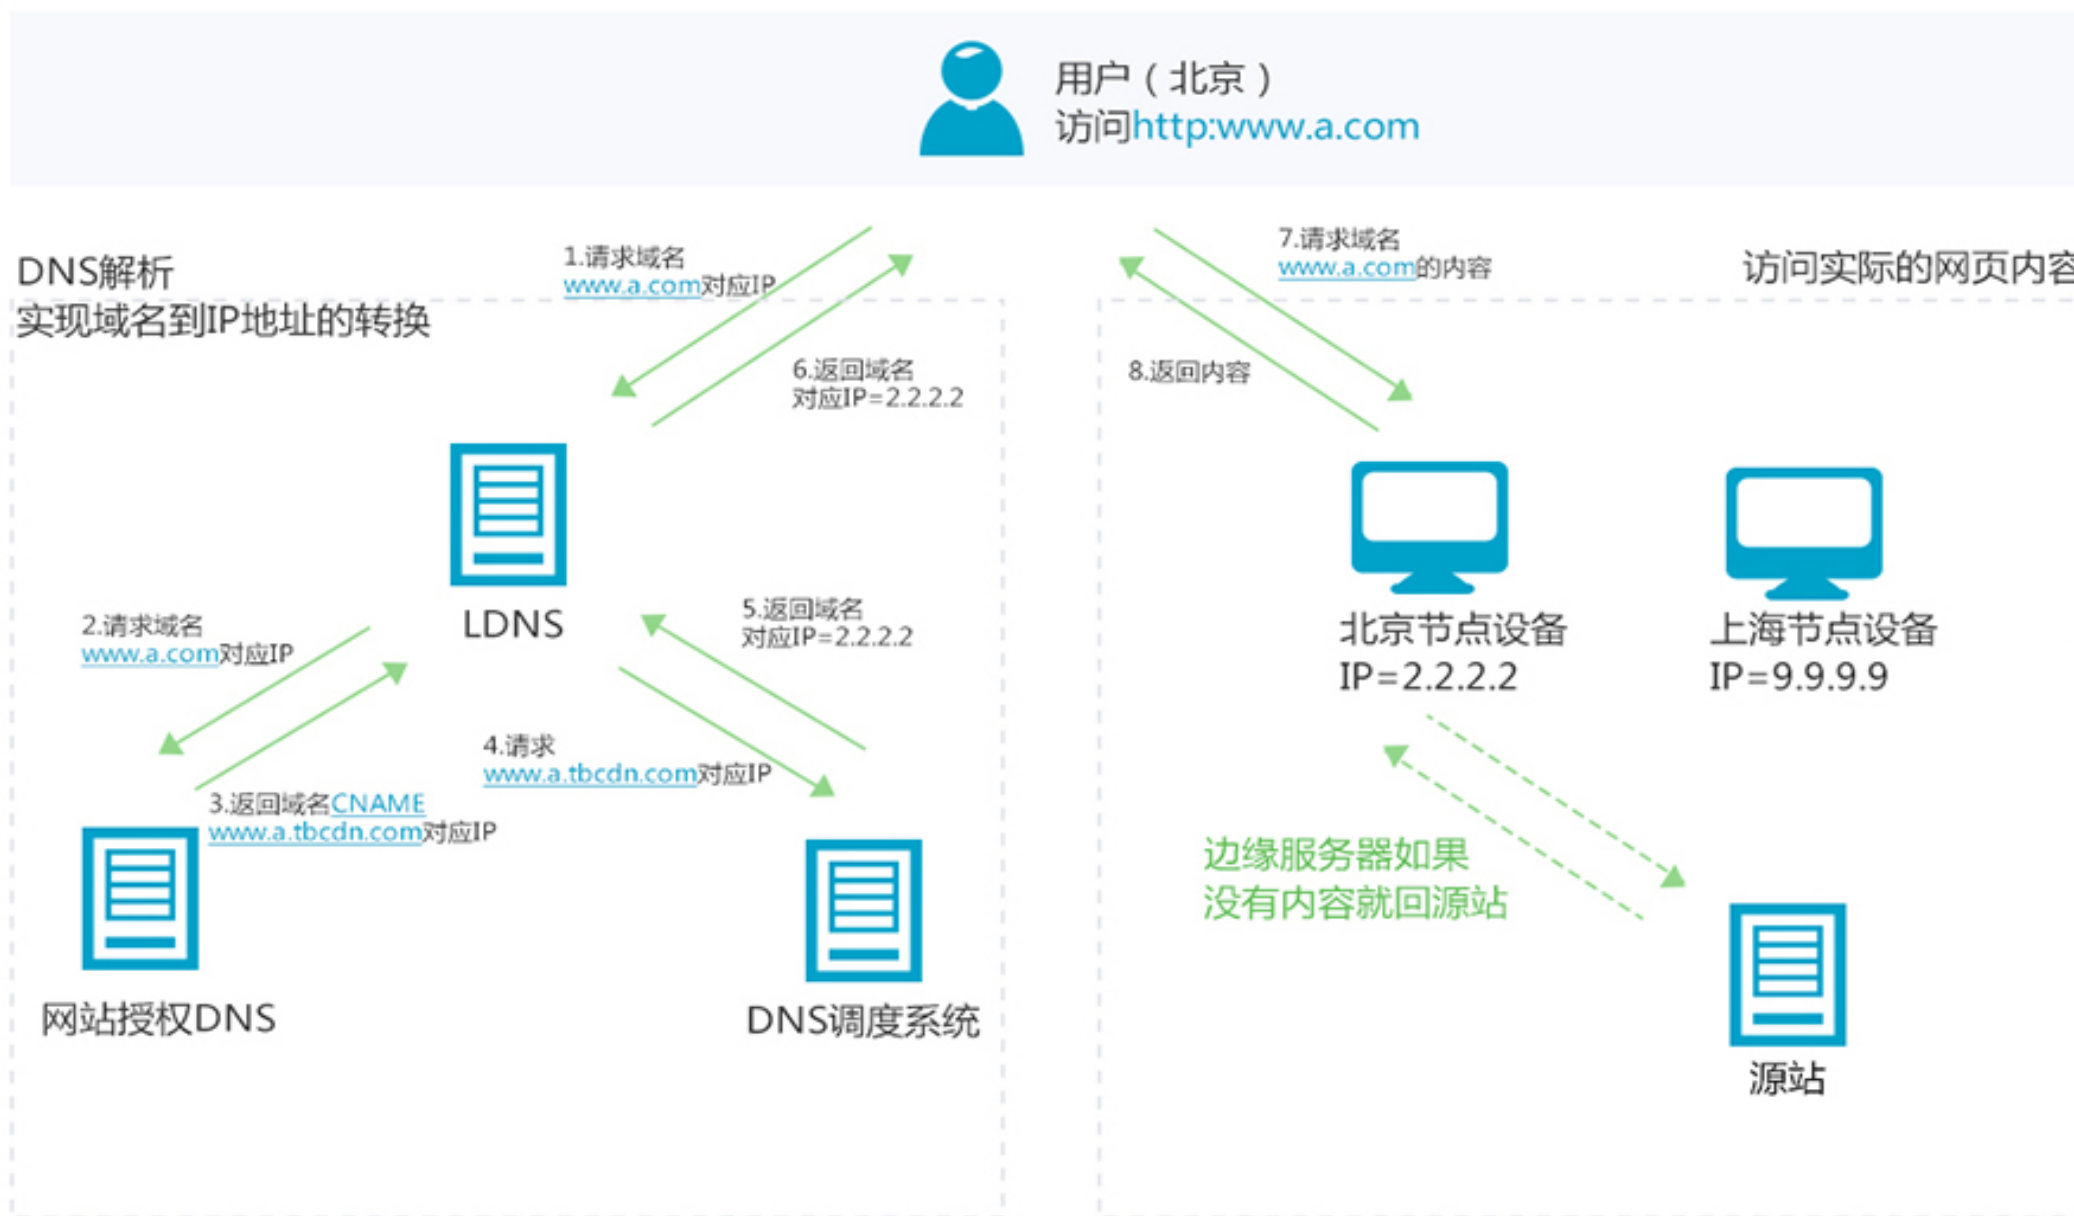 用户（北京）
访问http:www.a.com
DNS解析
实现域名到IP地址的转换
1.请求域名
www.a.com对应IP
6.返回域名
对应IP=2.2.2.2
LDNS
2.请求域名
www.a.com对应IP
3.返回域名CNAME
www.a.tbcdn.com对应IP
5.返回域名
对应IP=2.2.2.2
4.请求
www.a.tbcdn.com对应IP
网站授权DNS
DNS调度系统
7.请求域名
www.a.com的内容
访问实际的网页内容
8.返回内容
北京节点设备
IP=2.2.2.2
上海节点设备
IP=9.9.9.9
边缘服务器如果
没有内容就回源站
源站